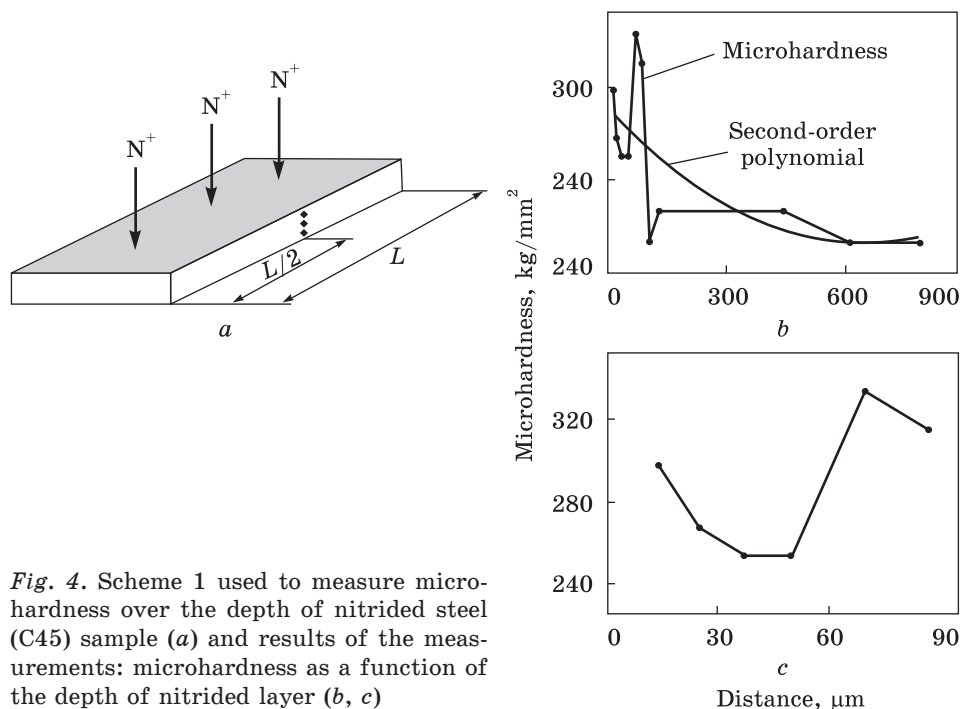 N+
N+
N+
L/2
L
a
Microhardness, kg/mm2
300
240
240
Microhardness
Second-order
polynomial
0 300 600 900
b
320
280
240
0 30 60 90
c
Distance, μm
Fig. 4. Scheme 1 used to measure micro-
hardness over the depth of nitrided steel
(C45) sample (a) and results of the meas-
urements: microhardness as a function of
the depth of nitrided layer (b, c)